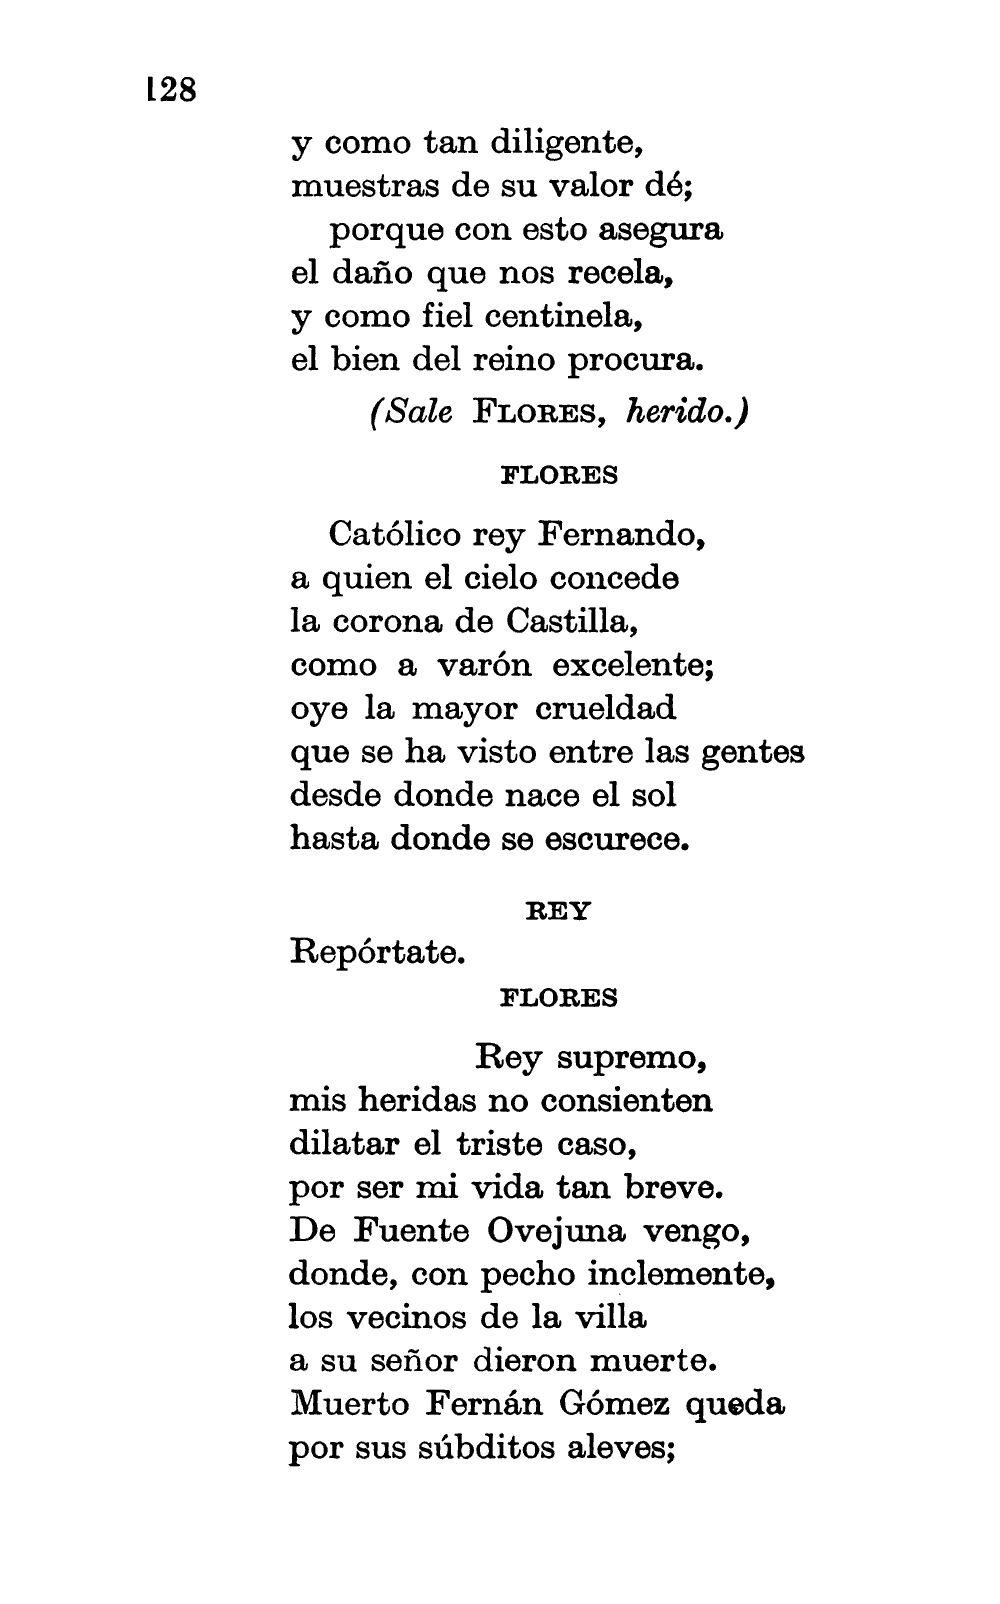 128
y como tan diligente,
muestras de su valor dé;
porque con esto asegura
el daño que nos recela,
y como fiel centinela,
el bien del reino procura.
(Sale FLORES, herido.)
FLORES
Católico rey Fernando,
a quien el cielo concede
la corona de Castilla,
como a varón excelente;
oye la mayor crueldad
que se ha visto entre las gentes
desde donde nace el sol
hasta donde se escurece.
REY
Repórtate.
FLORES
Rey supremo,
mis heridas no consienten
dilatar el triste caso,
por ser mi vida tan breve.
De Fuente Ovejuna vengo,
donde, con pecho inclemente,
los vecinos de la villa
a su señor dieron muerte.
Muerto Fernán Gómez queda
por sus súbditos aleves;